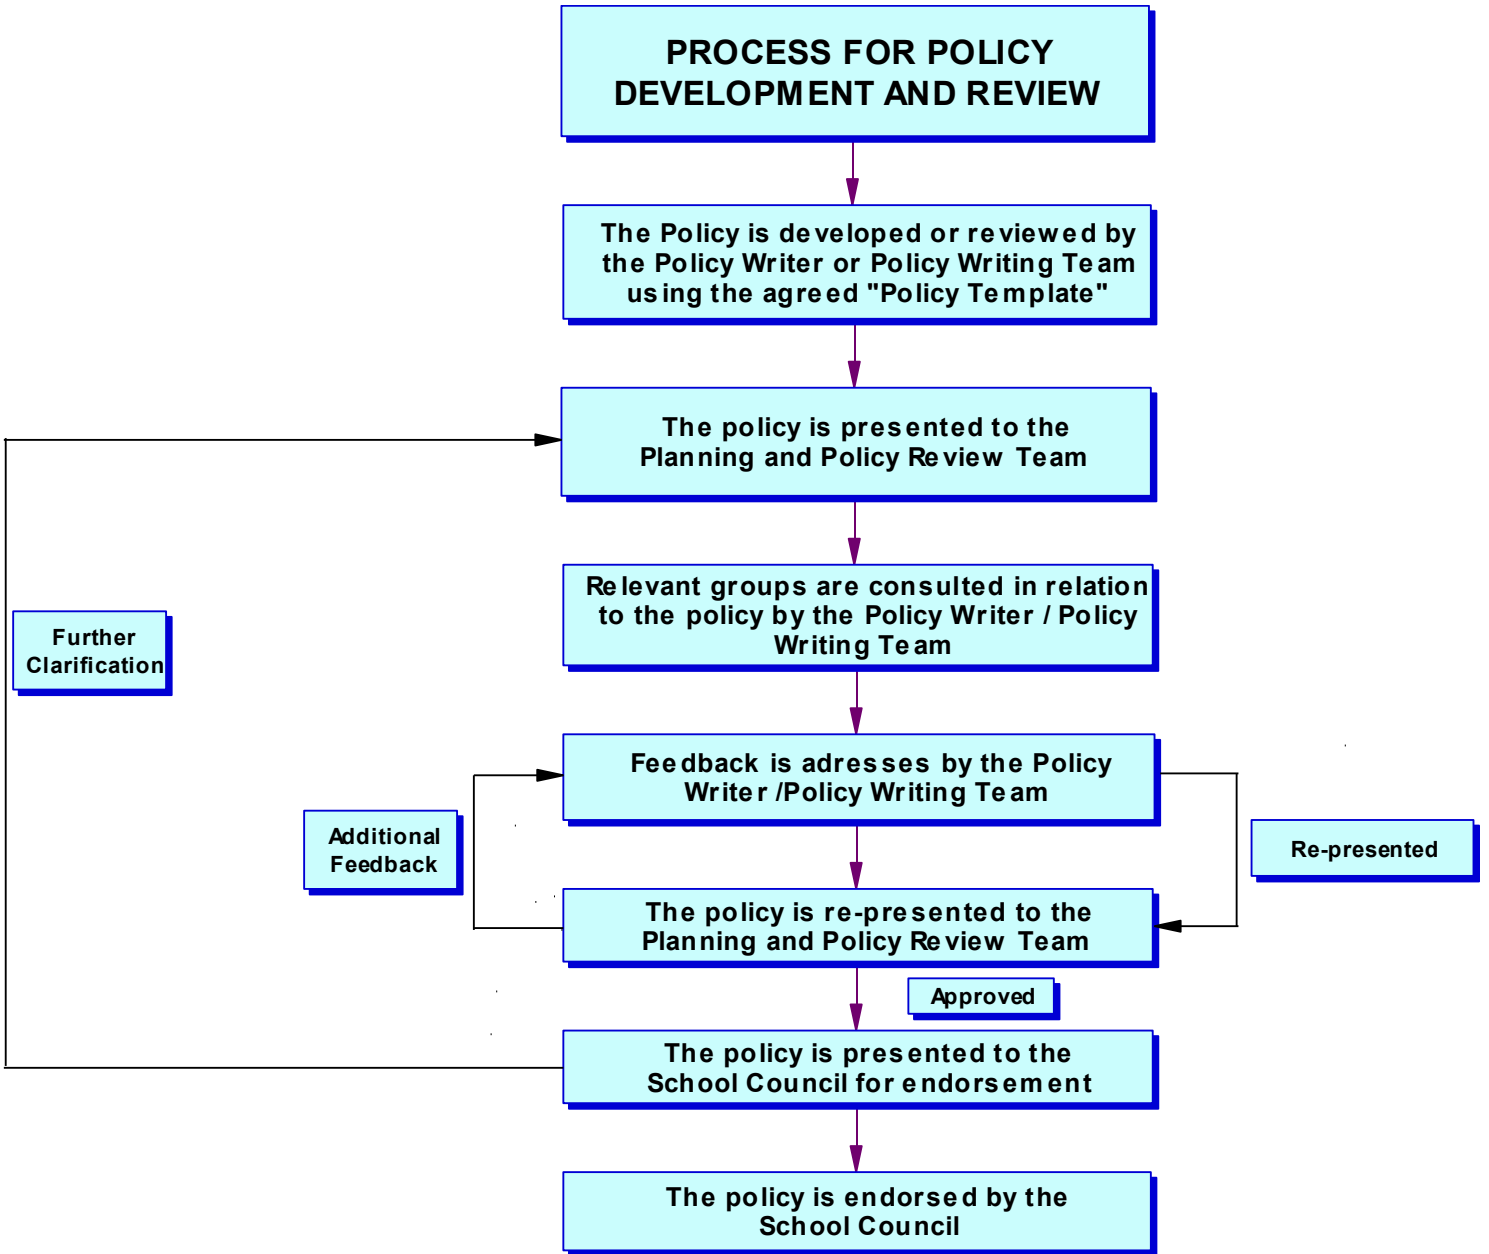 PROCESS FOR POLICY
DEVELOPMENT AND REVIEW
The Policy is developed or reviewed by
the Policy Writer or Policy Writing Team
using the agreed "Policy Template"
The policy is presented to the
Planning and Policy Review Team
Relevant groups are consulted in relation
to the policy by the Policy Writer / Policy
Writing Team
Further
Clarification
Feedback is adresses by the Policy
Writer /Policy Writing Team
Additional
Feedback
Re-presented
The policy is re-presented to the
Planning and Policy Review Team
Approved
The policy is presented to the
School Council for endorsement
The policy is endorsed by the
School Council